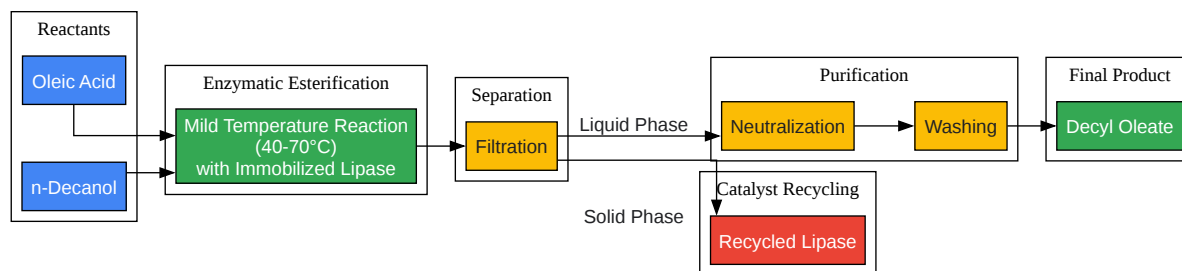 Reactants
Oleic Acid
n-Decanol
Enzymatic Esterification
Mild Temperature Reaction
(40-70°C)
with Immobilized Lipase
Separation
Filtration
Liquid Phase
Solid Phase
Purification
Neutralization
Washing
Catalyst Recycling
Recycled Lipase
Final Product
Decyl Oleate